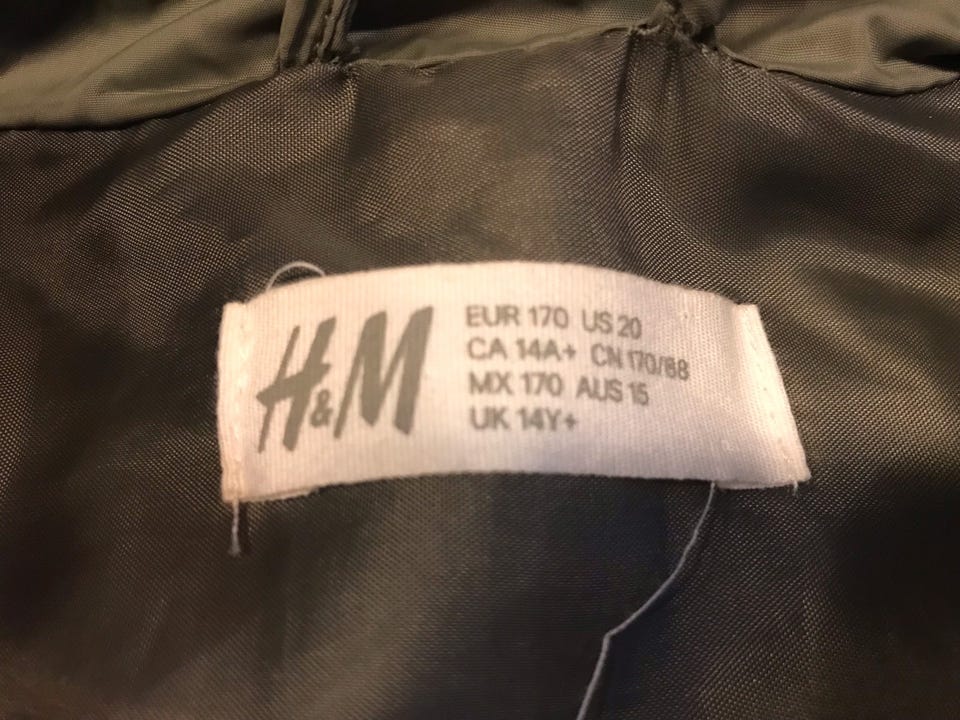 H&M
EUR 170 US 20
CA 14A+ CN 170/88
MX 170 AUS 15
UK 14Y+